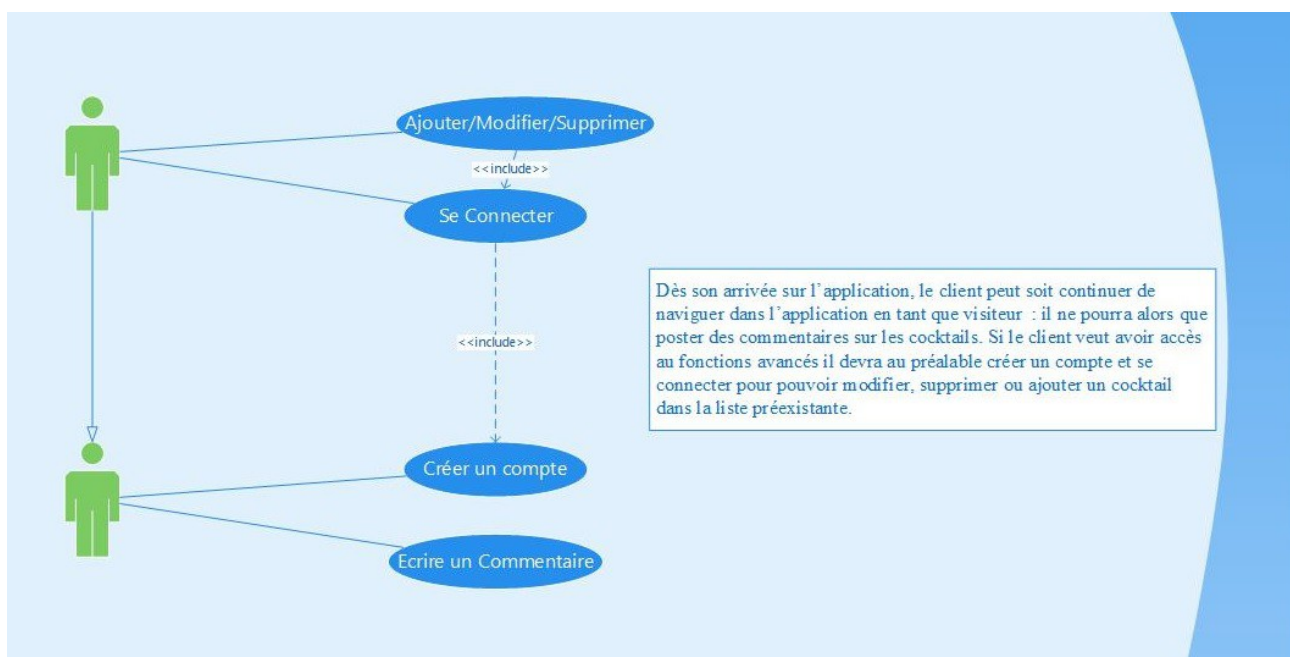 Ajouter/Modifier/Supprimer
<<include>>
Se Connecter
<<include>>
Créer un compte
Ecrire un Commentaire
Dès son arrivée sur l’application, le client peut soit continuer de
naviguer dans l’application en tant que visiteur : il ne pourra alors que
poster des commentaires sur les cocktails. Si le client veut avoir accès
au fonctions avancés il devra au préalable créer un compte et se
connecter pour pouvoir modifier, supprimer ou ajouter un cocktail
dans la liste préexistante.